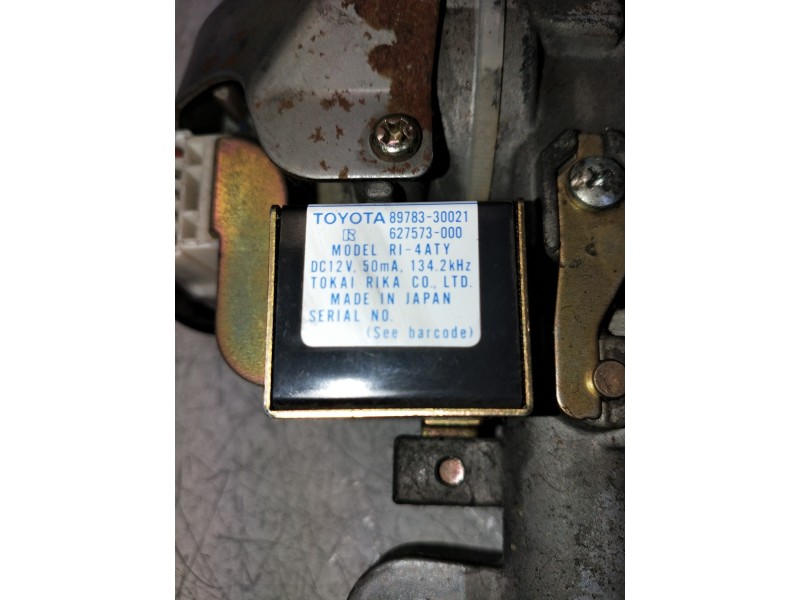 TOYOTA 89783-30021
R 627573-000
MODEL RI-4ATY
DC12V, 50mA, 134.2kHz
TOKAI RIKA CO., LTD.
MADE IN JAPAN
SERIAL NO.
(See barcode)